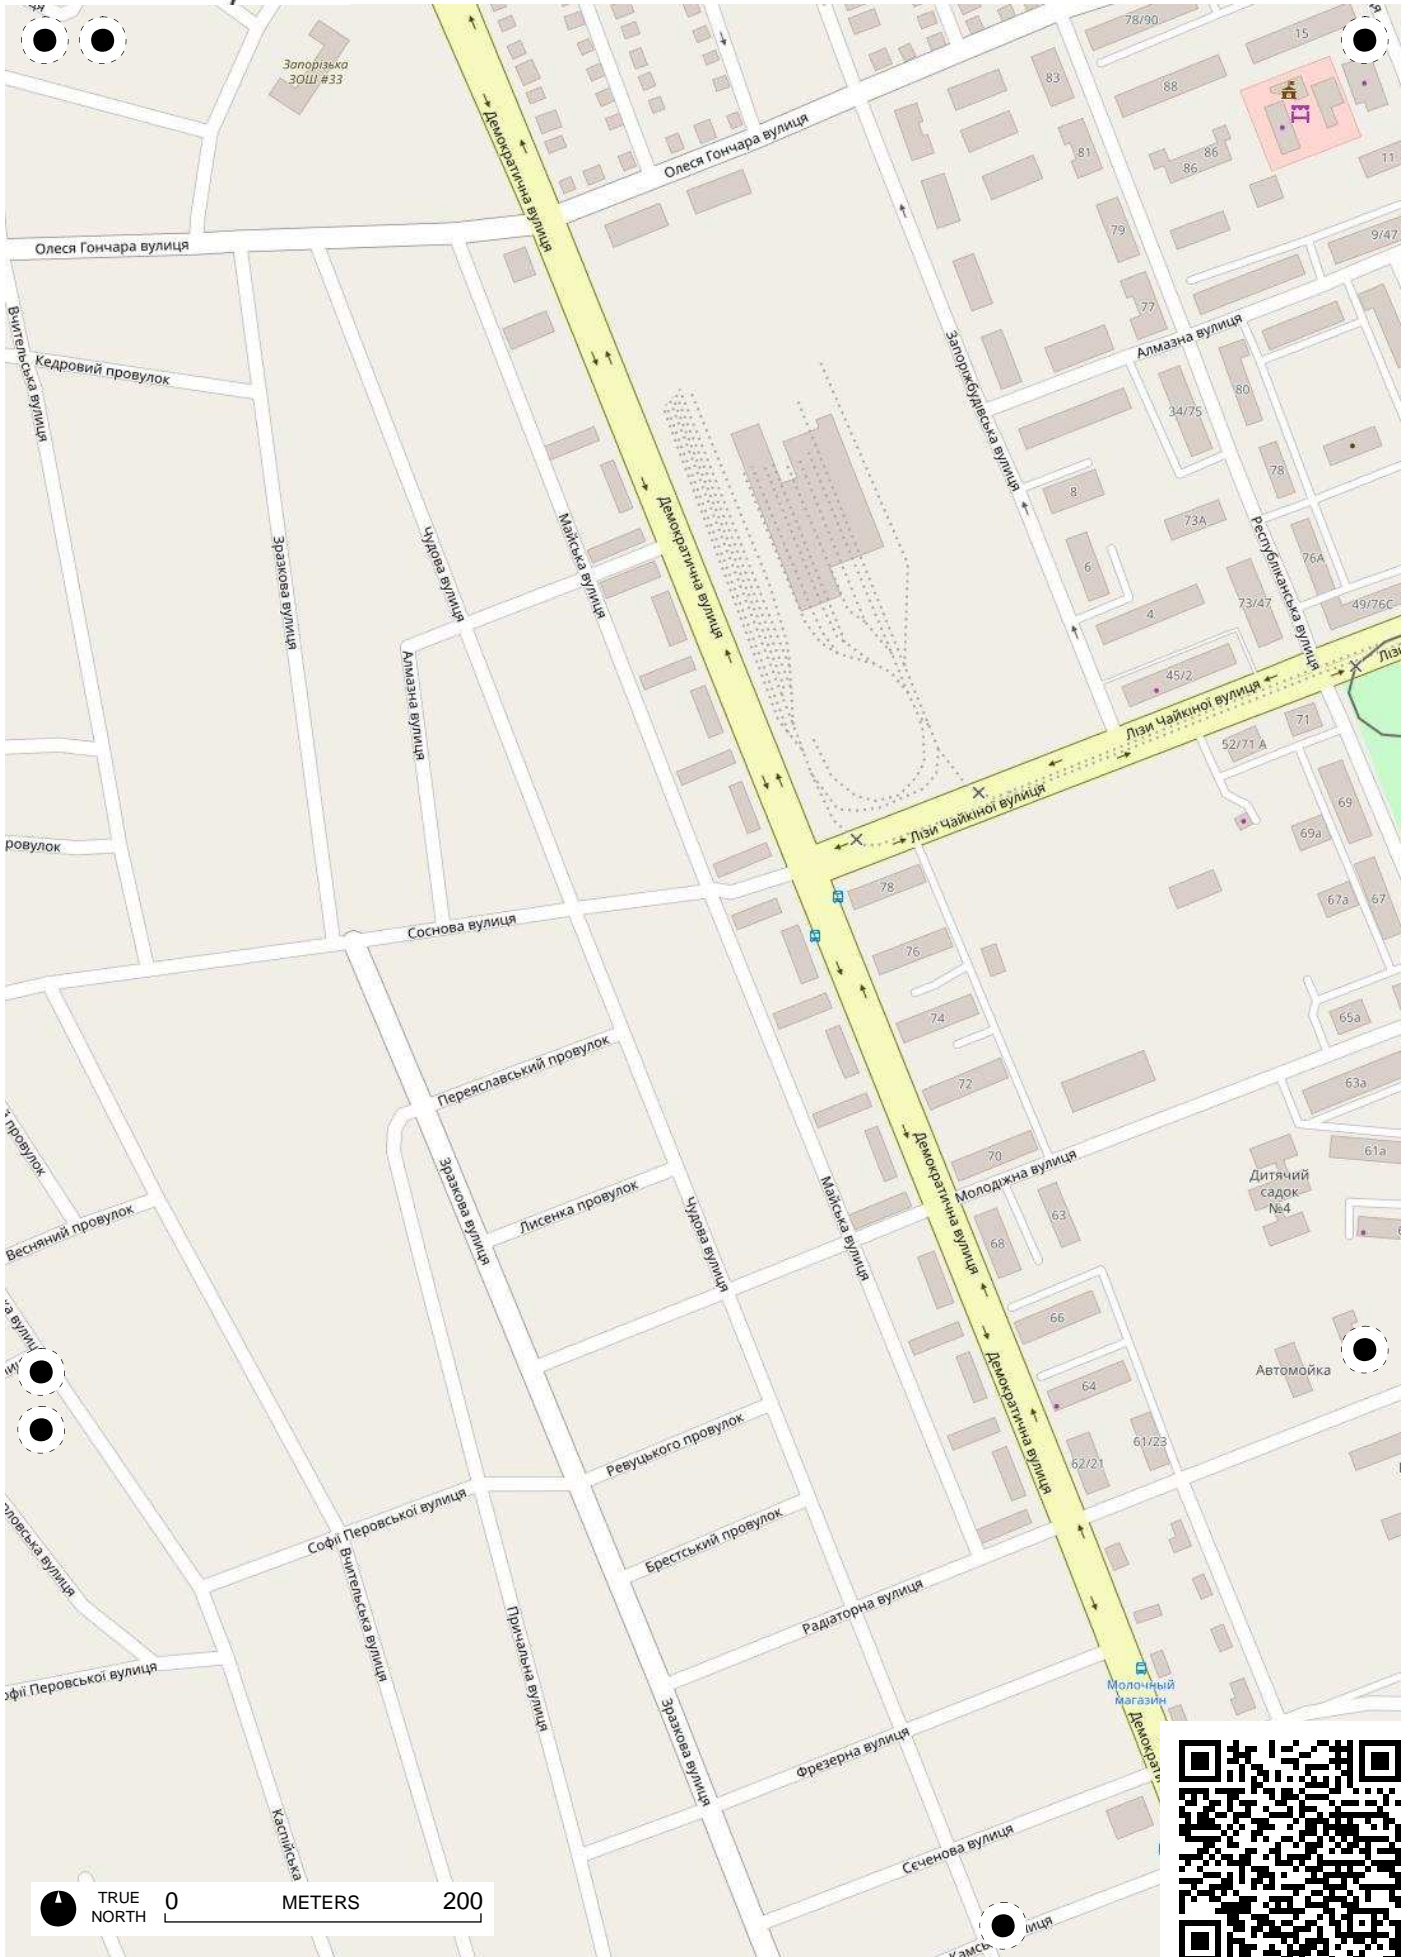 78/90
15
Запорізька
ЗОШ #33
83
88
Демократична вулиця
Олеся Гончара вулиця
81
86
86
11
79
9/47
Олеся Гончара вулиця
77
Вчительська вулиця
Кедровий провулок
Алмазна вулиця
Запоріжбудівська вулиця
80
34/75
78
8
73А
Демократична вулиця
Чудова вулиця
Майська вулиця
Зразкова вулиця
Республіканська вулиця
76А
6
4
73/47
49/76С
Алмазна вулиця
45/2
Лізи Чайкіної вулиця
71
52/71 А
69
Лізи Чайкіної вулиця
69а
ровулок
78
67а
67
Соснова вулиця
76
74
65а
Переяславський провулок
72
63а
провулок
Демократична вулиця
70
61а
Молодіжна вулиця
Зразкова вулиця
Дитячий
садок
№4
Лисенка провулок
Чудова вулиця
Майська вулиця
63
Весняний провулок
68
66
Демократична вулиця
Автомойка
64
Ревуцького провулок
61/23
62/21
Софії Перовської вулиця
Брестський провулок
Вчительська вулиця
Радіаторна вулиця
Причальна вулиця
офії Перовської вулиця
Молочный
магазин
Зразкова вулиця
Демократи
Фрезерна вулиця
Каспійська
Сєченова вулиця
TRUE
NORTH
0 METERS 200